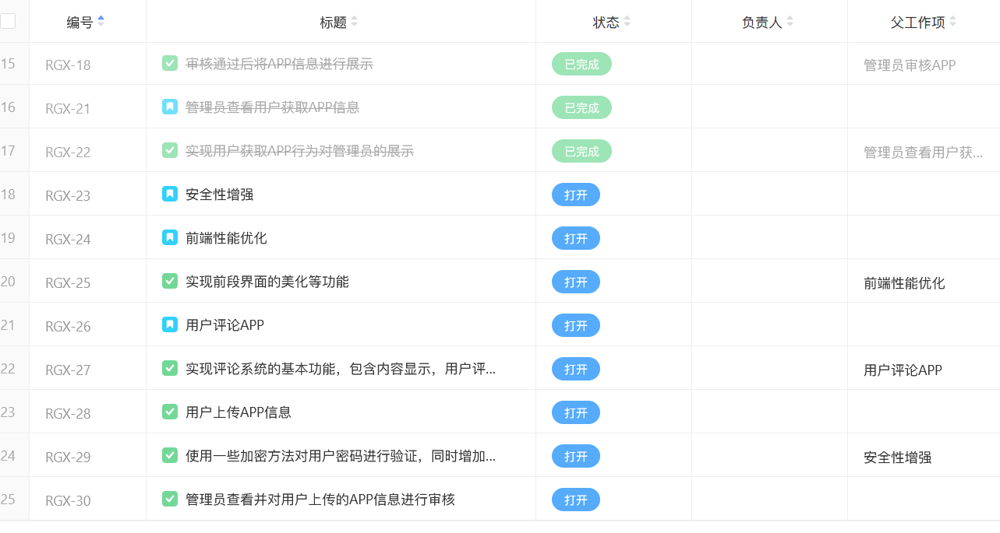 编号 标题 状态 负责人 父工作项
15 RGX-18 审核通过后将APP信息进行展示 已完成 管理员审核APP
16 RGX-21 管理员查看用户获取APP信息 已完成
17 RGX-22 实现用户获取APP行为对管理员的展示 已完成 管理员查看用户获...
18 RGX-23 安全性增强 打开
19 RGX-24 前端性能优化 打开
20 RGX-25 实现前段界面的美化等功能 打开 前端性能优化
21 RGX-26 用户评论APP 打开
22 RGX-27 实现评论系统的基本功能，包含内容显示，用户评... 打开 用户评论APP
23 RGX-28 用户上传APP信息 打开
24 RGX-29 使用一些加密方法对用户密码进行验证，同时增加... 打开 安全性增强
25 RGX-30 管理员查看并对用户上传的APP信息进行审核 打开